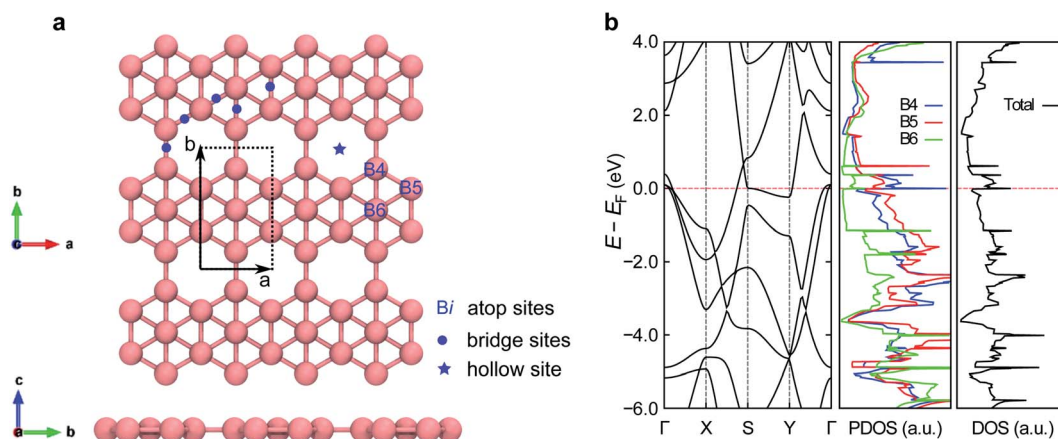 a
b
c
a
b
a
B4
B5
B6
Bi atop sites
bridge sites
hollow site
c
a
b
b
E − E_F (eV)
4.0
2.0
0.0
−2.0
−4.0
−6.0
Γ X S Y Γ
B4
B5
B6
PDOS (a.u.)
Total
DOS (a.u.)